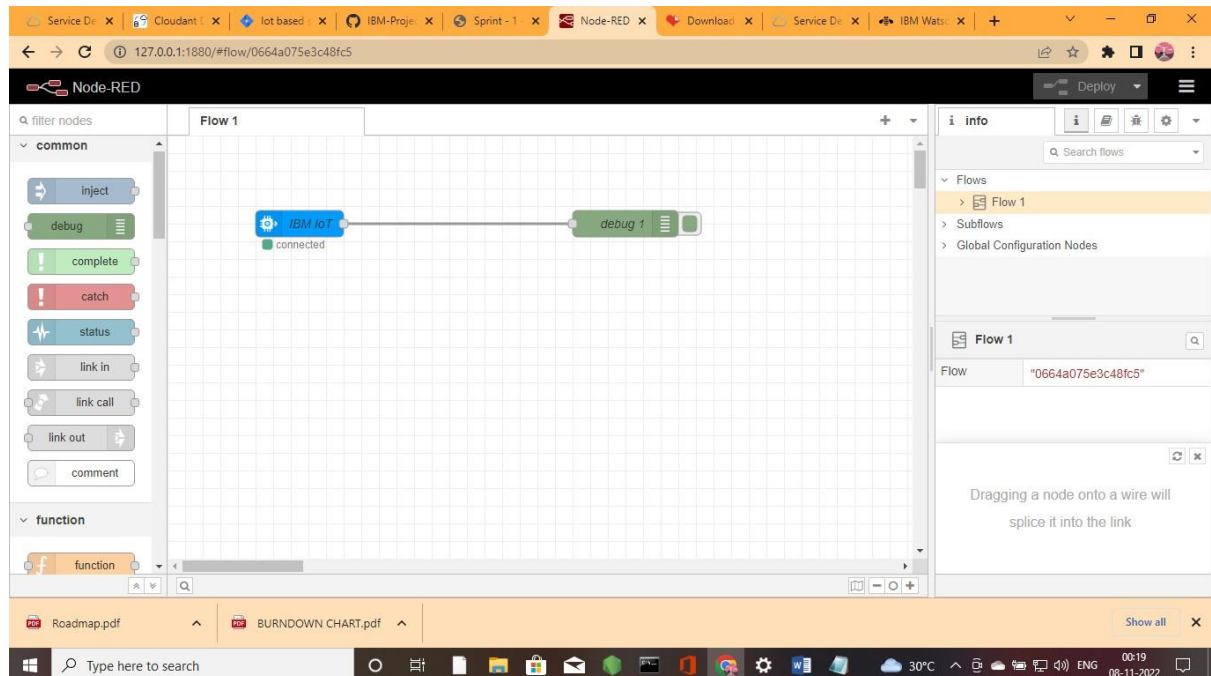 Service De
Cloudant
Iot based
IBM-Projec
Sprint - 1 -
Node-RED
Download
Service De
IBM Wats
127.0.0.1:1880/#flow/0664a075e3c48fc5
Node-RED
Deploy
filter nodes
Flow 1
i info
i
common
Search flows
inject
Flows
Flow 1
debug
IBM IoT
debug 1
Subflows
connected
Global Configuration Nodes
complete
catch
status
Flow 1
link in
Flow
"0664a075e3c48fc5"
link call
link out
comment
Dragging a node onto a wire will
splice it into the link
function
function
Roadmap.pdf
BURNDOWN CHART.pdf
Show all
Type here to search
30°C
ENG
00:19
08-11-2022